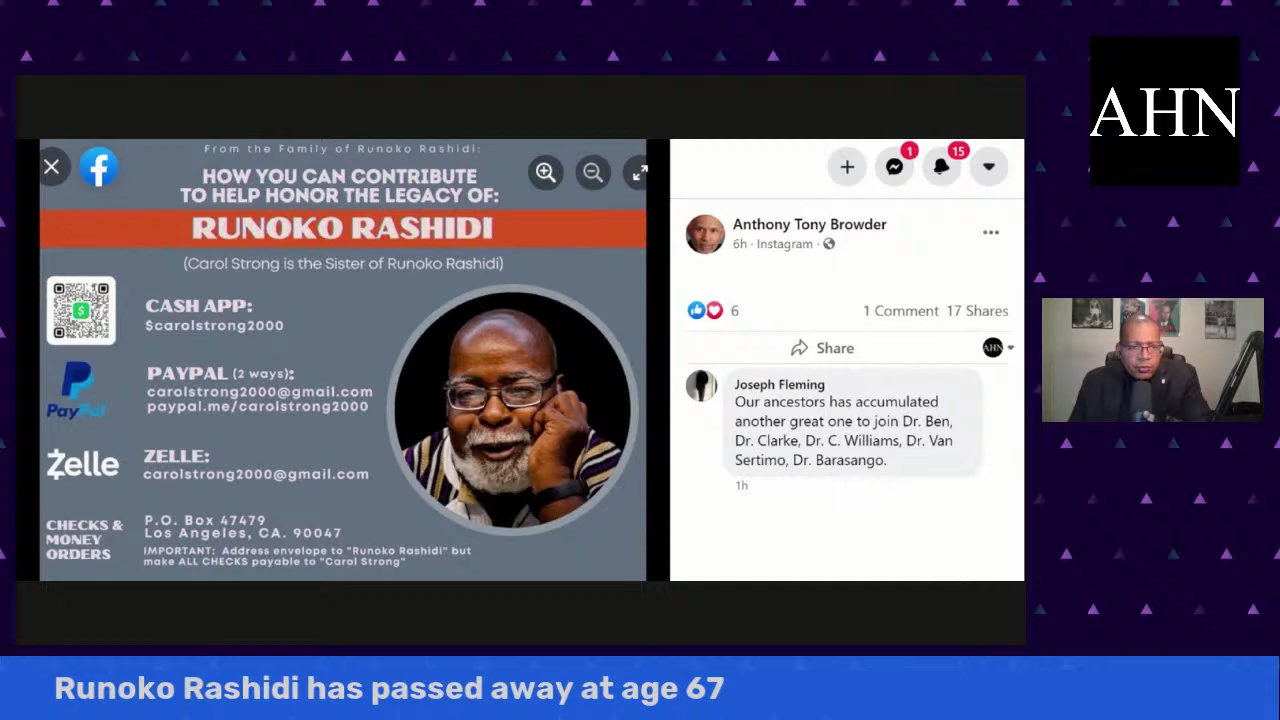 From the Family of Runoko Rashidi:
HOW YOU CAN CONTRIBUTE
TO HELP HONOR THE LEGACY OF:
RUNOKO RASHIDI
(Carol Strong is the Sister of Runoko Rashidi)
CASH APP:
$carolstrong2000
PayPal
PAYPAL (2 ways):
carolstrong2000@gmail.com
paypal.me/carolstrong2000
Zelle
ZELLE:
carolstrong2000@gmail.com
CHECKS &
MONEY
ORDERS
P.O. Box 47479
Los Angeles, CA. 90047
IMPORTANT: Address envelope to "Runoko Rashidi" but
make ALL CHECKS payable to "Carol Strong"
1
15
Anthony Tony Browder
6h · Instagram ·
6
1 Comment 17 Shares
Share
AHN
Joseph Fleming
Our ancestors has accumulated
another great one to join Dr. Ben,
Dr. Clarke, Dr. C. Williams, Dr. Van
Sertimo, Dr. Barasango.
1h
AHN
Runoko Rashidi has passed away at age 67